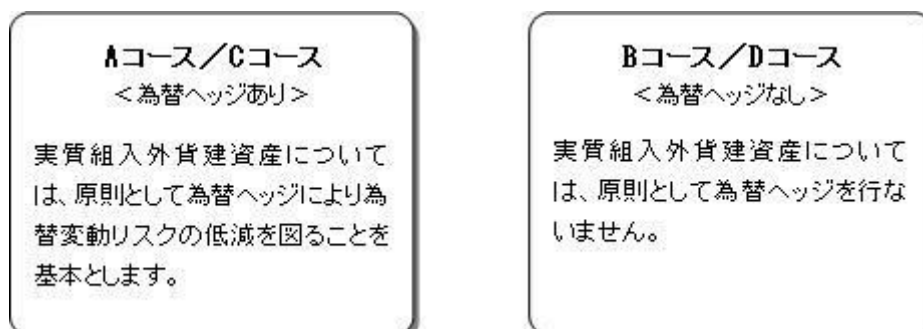 Aコース／Cコース
＜為替ヘッジあり＞
実質組入外貨建資産について
は、原則として為替ヘッジにより為
替変動リスクの低減を図ることを
基本とします。
Bコース／Dコース
＜為替ヘッジなし＞
実質組入外貨建資産について
は、原則として為替ヘッジを行な
いません。